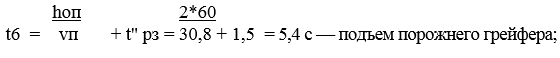 hоп 2*60
t6 = vп + t" рз = 30,8 + 1,5 = 5,4 с — подъем порожнего грейфера;